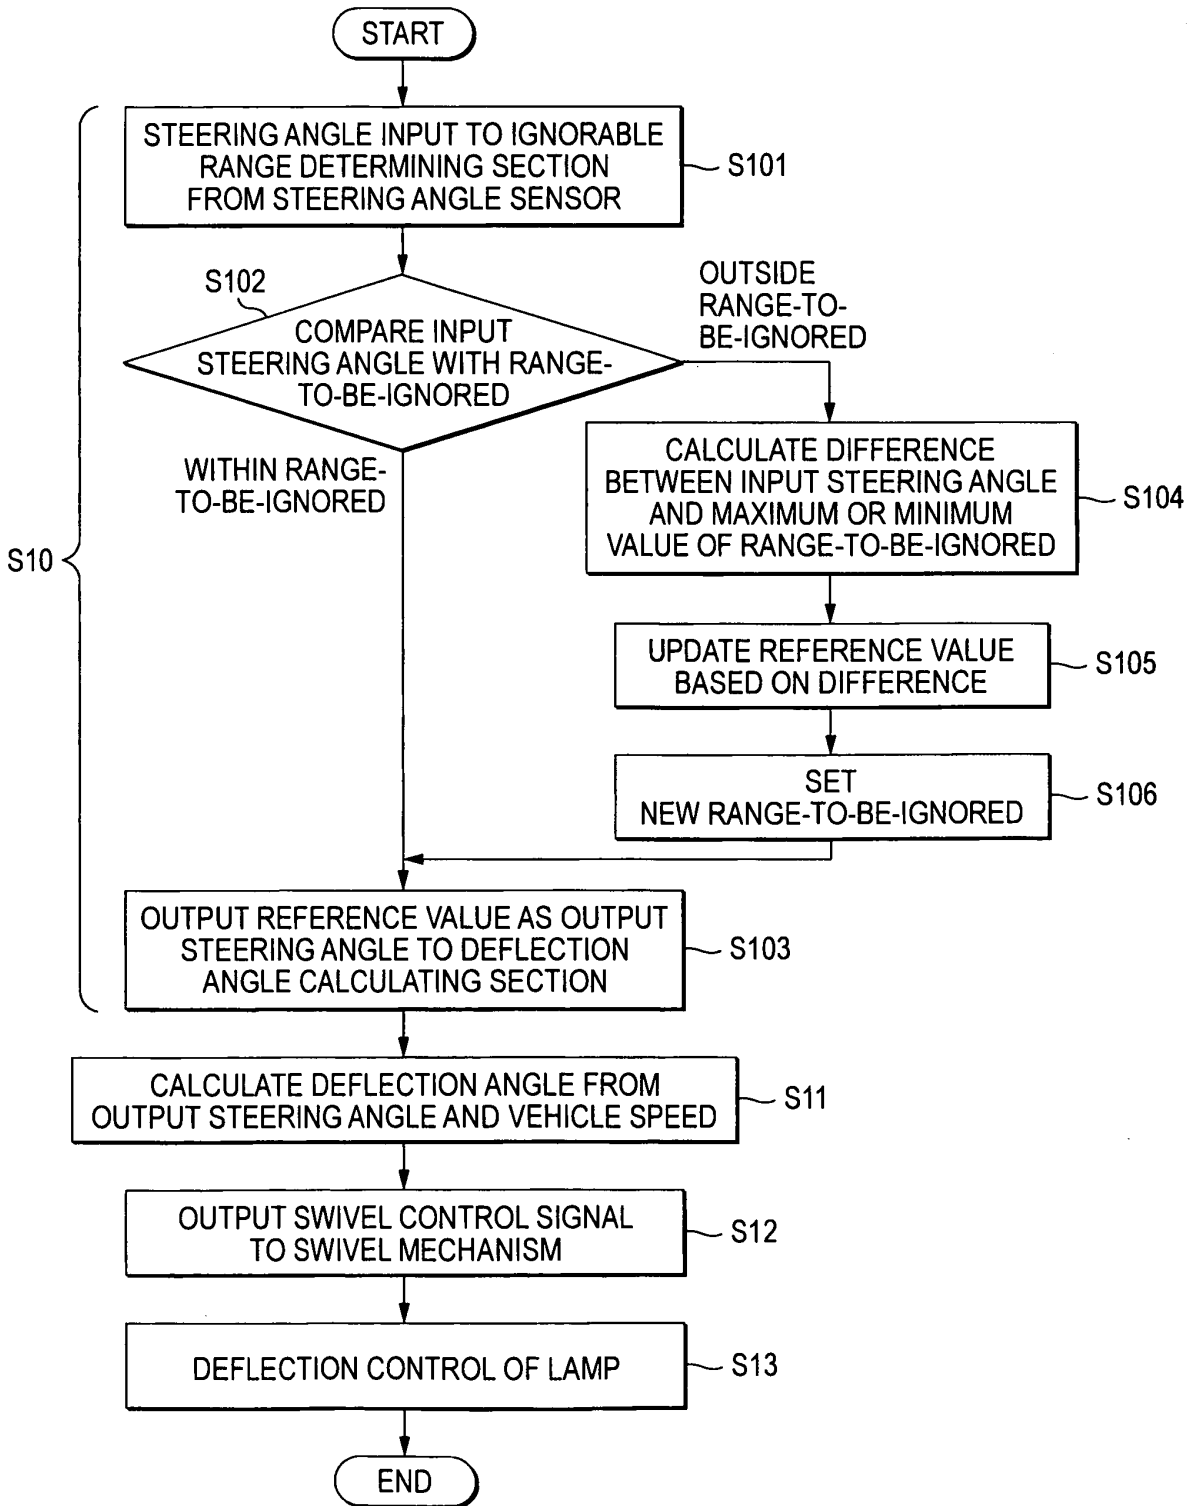 START
STEERING ANGLE INPUT TO IGNORABLE
RANGE DETERMINING SECTION
FROM STEERING ANGLE SENSOR
S101
S102
COMPARE INPUT
STEERING ANGLE WITH RANGE-
TO-BE-IGNORED
OUTSIDE
RANGE-TO-
BE-IGNORED
WITHIN RANGE-
TO-BE-IGNORED
CALCULATE DIFFERENCE
BETWEEN INPUT STEERING ANGLE
AND MAXIMUM OR MINIMUM
VALUE OF RANGE-TO-BE-IGNORED
S104
S10
UPDATE REFERENCE VALUE
BASED ON DIFFERENCE
S105
SET
NEW RANGE-TO-BE-IGNORED
S106
OUTPUT REFERENCE VALUE AS OUTPUT
STEERING ANGLE TO DEFLECTION
ANGLE CALCULATING SECTION
S103
CALCULATE DEFLECTION ANGLE FROM
OUTPUT STEERING ANGLE AND VEHICLE SPEED
S11
OUTPUT SWIVEL CONTROL SIGNAL
TO SWIVEL MECHANISM
S12
DEFLECTION CONTROL OF LAMP
S13
END